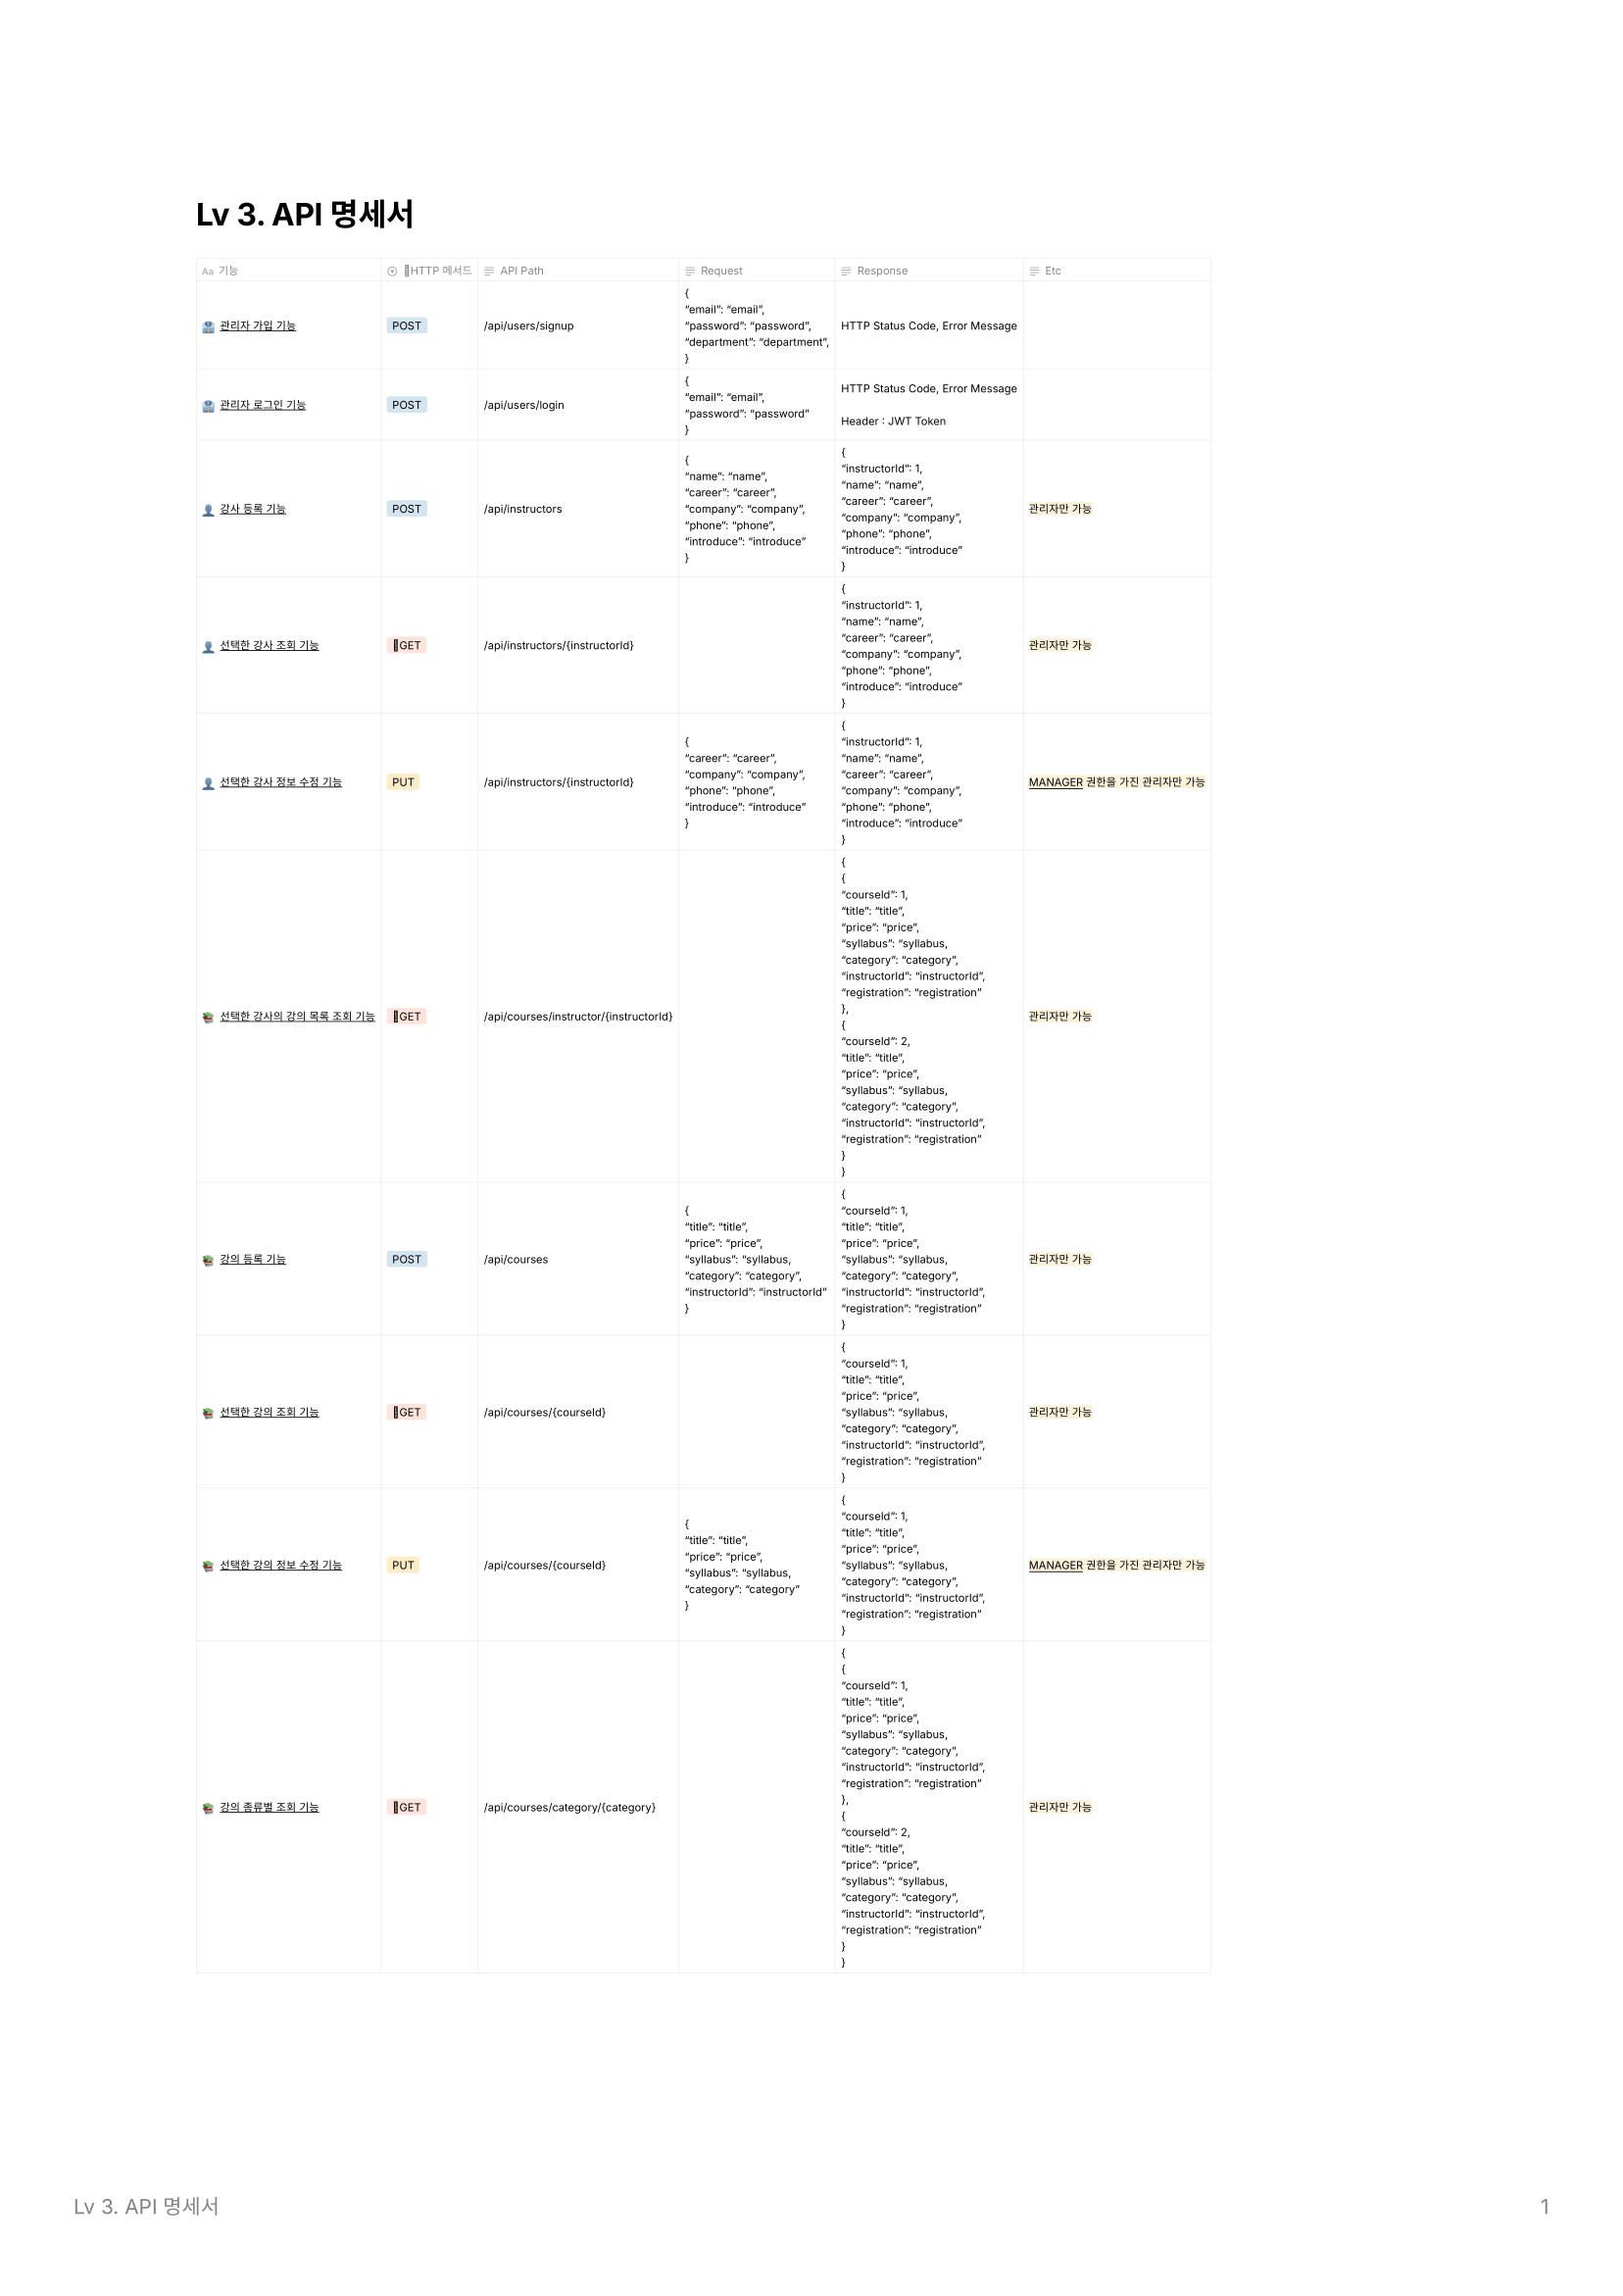 Lv 3. API 명세서
Aa 기능 HTTP 메서드 API Path Request Response Etc
관리자 가입 기능 POST /api/users/signup
{
“email”: “email”,
“password”: “password”,
“department”: “department”,
}
HTTP Status Code, Error Message
관리자 로그인 기능 POST /api/users/login
{
“email”: “email”,
“password”: “password”
}
HTTP Status Code, Error Message
Header : JWT Token
강사 등록 기능 POST /api/instructors
{
“name”: “name”,
“career”: “career”,
“company”: “company”,
“phone”: “phone”,
“introduce”: “introduce”
}
{
“instructorId”: 1,
“name”: “name”,
“career”: “career”,
“company”: “company”,
“phone”: “phone”,
“introduce”: “introduce”
}
관리자만 가능
선택한 강사 조회 기능 GET /api/instructors/{instructorId}
{
“instructorId”: 1,
“name”: “name”,
“career”: “career”,
“company”: “company”,
“phone”: “phone”,
“introduce”: “introduce”
}
관리자만 가능
선택한 강사 정보 수정 기능 PUT /api/instructors/{instructorId}
{
“career”: “career”,
“company”: “company”,
“phone”: “phone”,
“introduce”: “introduce”
}
{
“instructorId”: 1,
“name”: “name”,
“career”: “career”,
“company”: “company”,
“phone”: “phone”,
“introduce”: “introduce”
}
MANAGER 권한을 가진 관리자만 가능
선택한 강사의 강의 목록 조회 기능 GET /api/courses/instructor/{instructorId}
{
{
“courseId”: 1,
“title”: “title”,
“price”: “price”,
“syllabus”: “syllabus,
“category”: “category”,
“instructorId”: “instructorId”,
“registration”: “registration”
},
{
“courseId”: 2,
“title”: “title”,
“price”: “price”,
“syllabus”: “syllabus,
“category”: “category”,
“instructorId”: “instructorId”,
“registration”: “registration”
}
}
관리자만 가능
강의 등록 기능 POST /api/courses
{
“title”: “title”,
“price”: “price”,
“syllabus”: “syllabus,
“category”: “category”,
“instructorId”: “instructorId”
}
{
“courseId”: 1,
“title”: “title”,
“price”: “price”,
“syllabus”: “syllabus,
“category”: “category”,
“instructorId”: “instructorId”,
“registration”: “registration”
}
관리자만 가능
선택한 강의 조회 기능 GET /api/courses/{courseId}
{
“courseId”: 1,
“title”: “title”,
“price”: “price”,
“syllabus”: “syllabus,
“category”: “category”,
“instructorId”: “instructorId”,
“registration”: “registration”
}
관리자만 가능
선택한 강의 정보 수정 기능 PUT /api/courses/{courseId}
{
“title”: “title”,
“price”: “price”,
“syllabus”: “syllabus,
“category”: “category”
}
{
“courseId”: 1,
“title”: “title”,
“price”: “price”,
“syllabus”: “syllabus,
“category”: “category”,
“instructorId”: “instructorId”,
“registration”: “registration”
}
MANAGER 권한을 가진 관리자만 가능
강의 종류별 조회 기능 GET /api/courses/category/{category}
{
{
“courseId”: 1,
“title”: “title”,
“price”: “price”,
“syllabus”: “syllabus,
“category”: “category”,
“instructorId”: “instructorId”,
“registration”: “registration”
},
{
“courseId”: 2,
“title”: “title”,
“price”: “price”,
“syllabus”: “syllabus,
“category”: “category”,
“instructorId”: “instructorId”,
“registration”: “registration”
}
}
관리자만 가능
Lv 3. API 명세서 1